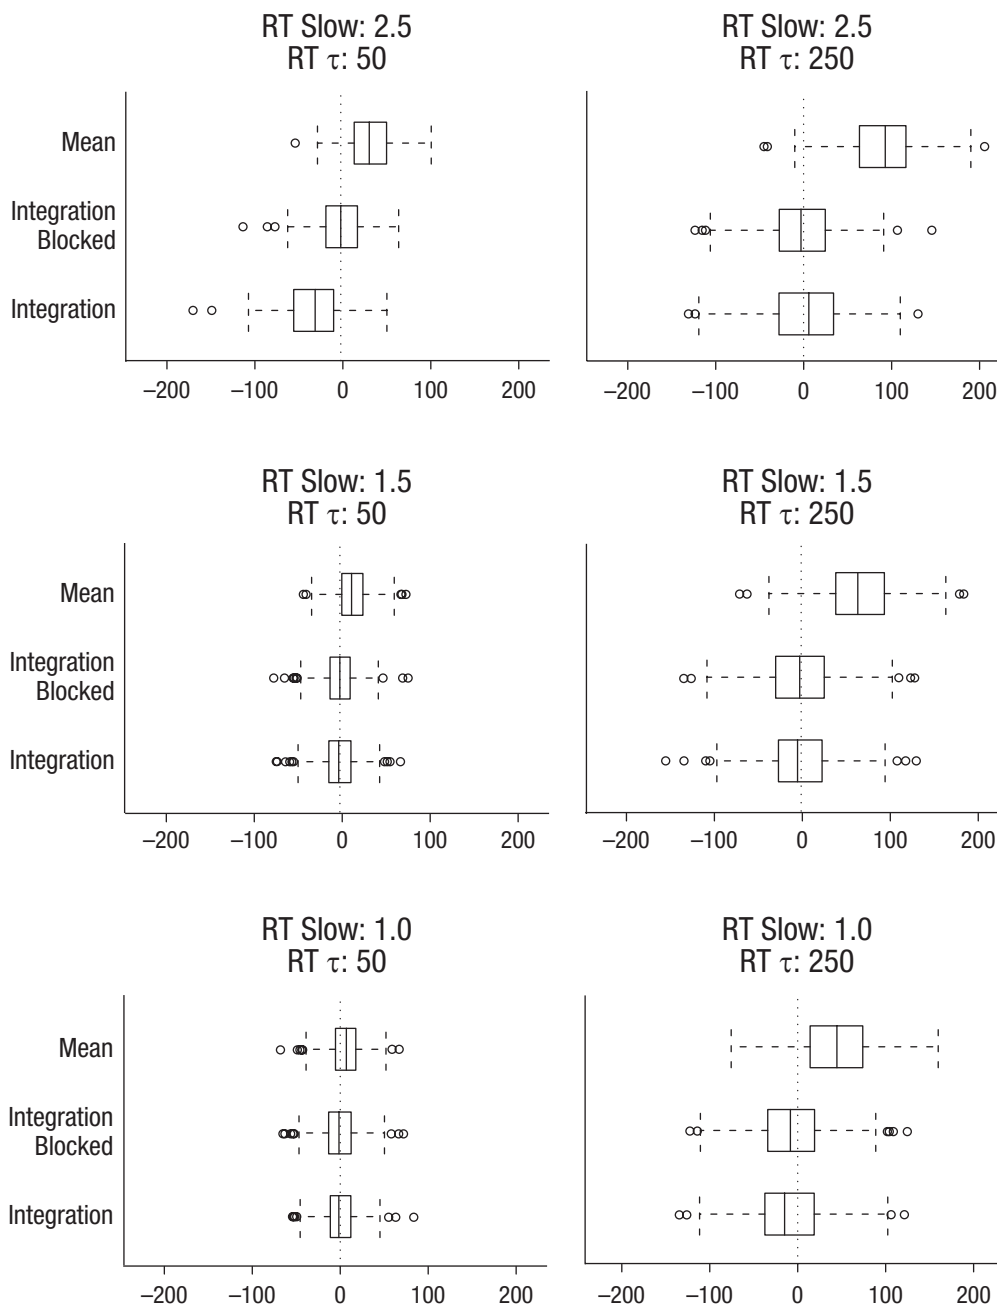 RT Slow: 2.5
RT τ: 50
Mean
Integration
Blocked
Integration
–200 –100 0 100 200
RT Slow: 2.5
RT τ: 250
–200 –100 0 100 200
RT Slow: 1.5
RT τ: 50
Mean
Integration
Blocked
Integration
–200 –100 0 100 200
RT Slow: 1.5
RT τ: 250
–200 –100 0 100 200
RT Slow: 1.0
RT τ: 50
Mean
Integration
Blocked
Integration
–200 –100 0 100 200
RT Slow: 1.0
RT τ: 250
–200 –100 0 100 200